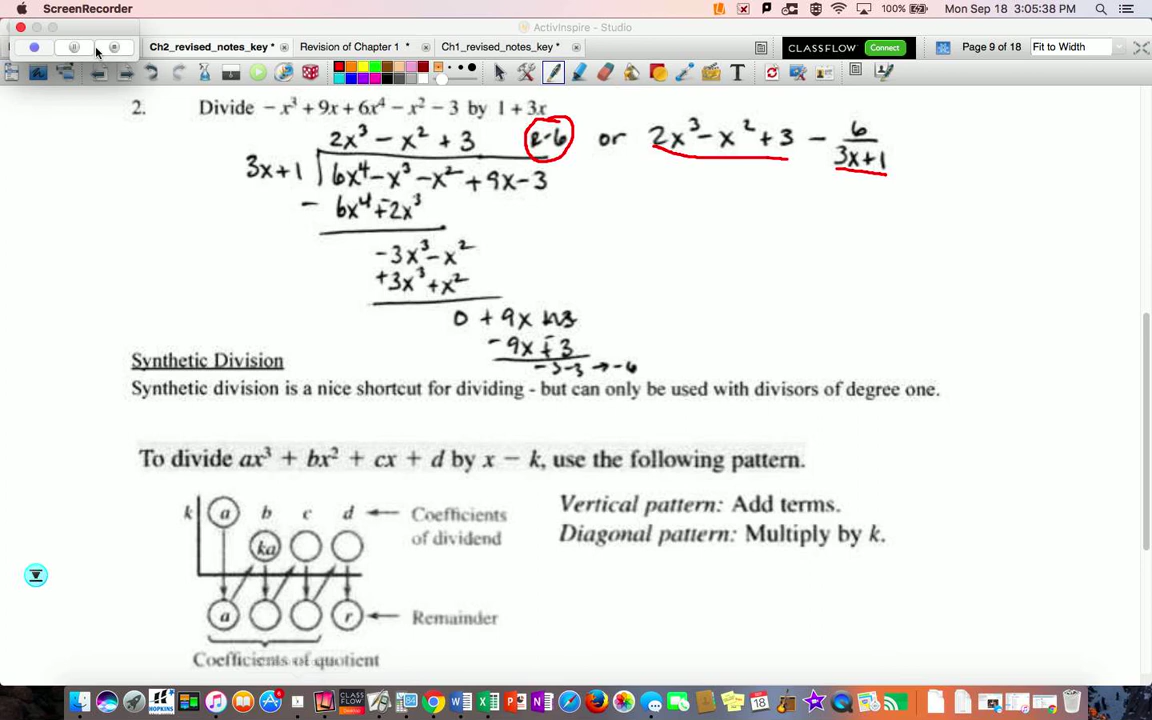 ScreenRecorder
100%
Mon Sep 18 3:05:38 PM
ActivInspire - Studio
Ch2_revised_notes_key *
Revision of Chapter 1 *
Ch1_revised_notes_key *
CLASSFLOW
Connect
Page 9 of 18
Fit to Width
2. Divide − x³ + 9x + 6x⁴ − x² − 3 by 1 + 3x
2x³ − x² + 3 R-6 or 2x³ − x² + 3 − 6/(3x+1)
3x+1 6x⁴ − x³ − x² + 9x − 3
− 6x⁴ + 2x³
−3x³ − x²
+3x³ + x²
0 + 9x
− 9x + 3
−3−3 → −6
Synthetic Division
Synthetic division is a nice shortcut for dividing - but can only be used with divisors of degree one.
To divide ax³ + bx² + cx + d by x − k, use the following pattern.
k a b c d
Coefficients
of dividend
ka
Vertical pattern: Add terms.
Diagonal pattern: Multiply by k.
a r
Remainder
Coefficients of quotient
HOPKINS
18